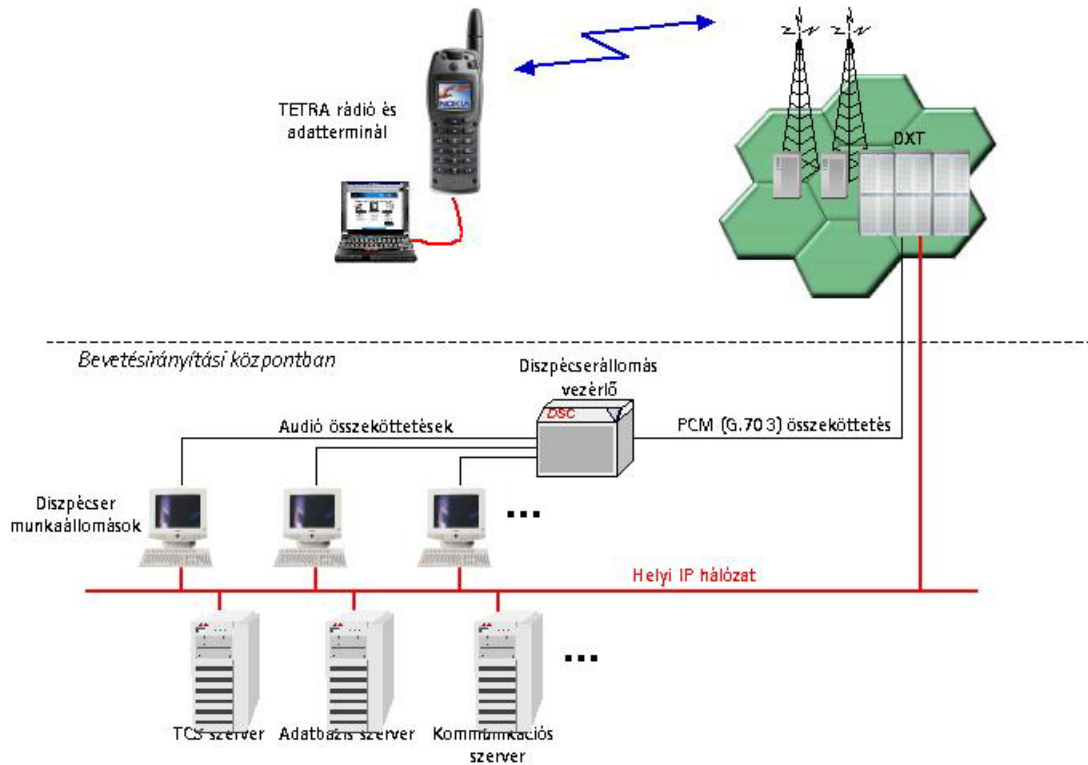 TETRA rádió és
adatterminál
NOKIA
DXT
Bevetésirányítási központban
Diszpécserállomás
vezérlő
DSC
Audió összeköttetések
PCM (G.703) összeköttetés
Diszpécser
munkaállomások
...
Helyi IP hálózat
...
TCS szerver
Adatbázis szerver
Kommunikációs
szerver